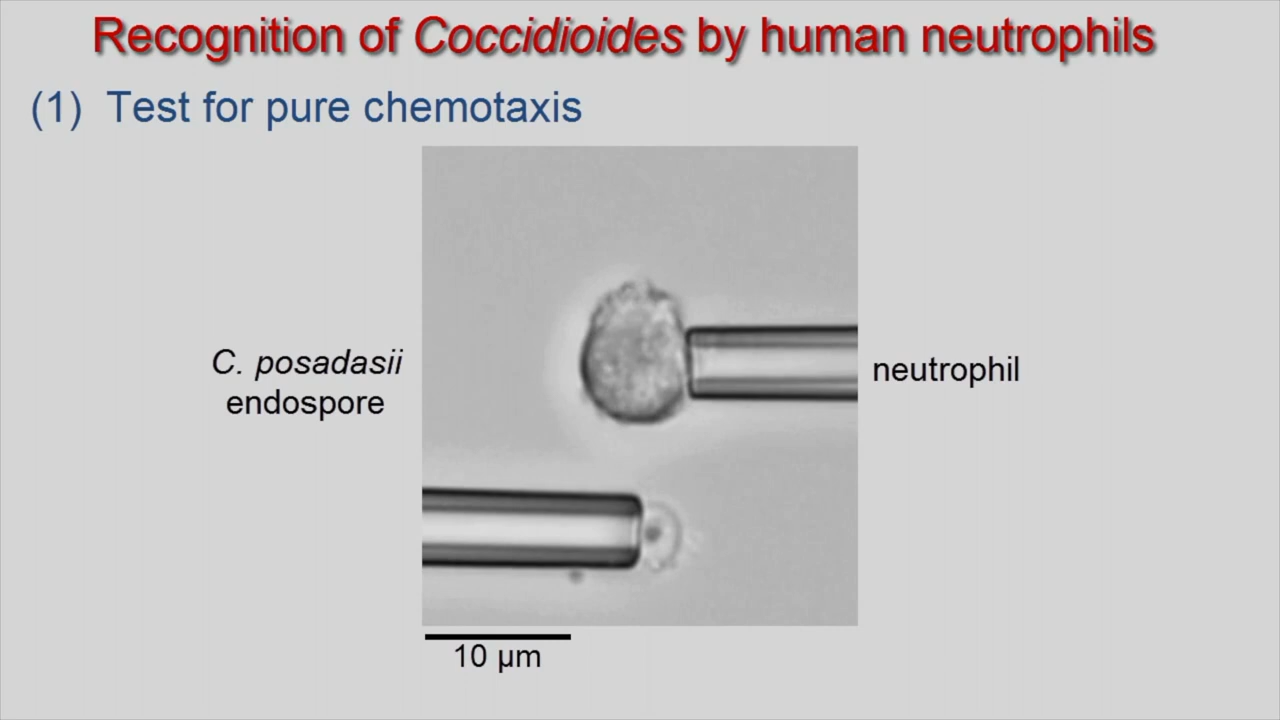 Recognition of Coccidioides by human neutrophils
(1) Test for pure chemotaxis
C. posadasii
endospore
neutrophil
10 µm